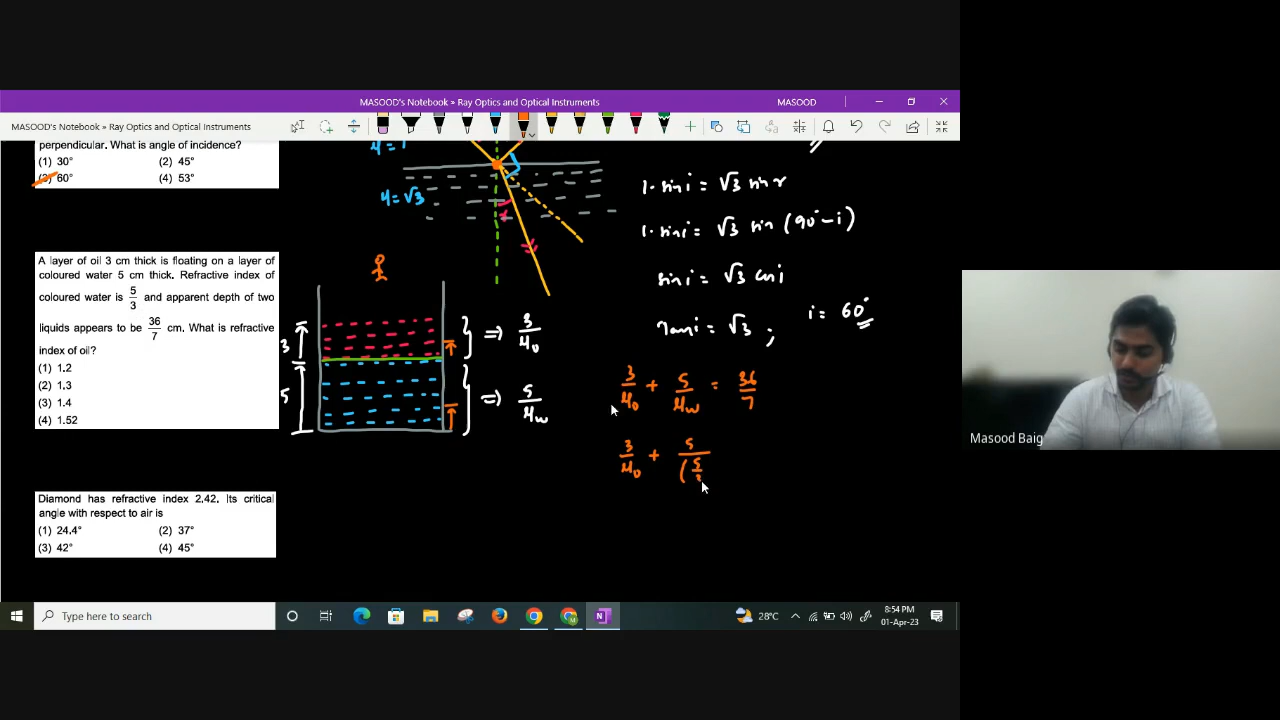 MASOOD's Notebook » Ray Optics and Optical Instruments
MASOOD
MASOOD's Notebook » Ray Optics and Optical Instruments
perpendicular. What is angle of incidence?
(1) 30° (2) 45°
(3) 60° (4) 53°
μ = √3
1·sin i = √3 sin r
1·sin i = √3 sin (90° - i)
sin i = √3 cos i
Tan i = √3 ; i = 60°
A layer of oil 3 cm thick is floating on a layer of
coloured water 5 cm thick. Refractive index of
coloured water is 5/3 and apparent depth of two
liquids appears to be 36/7 cm. What is refractive
index of oil?
(1) 1.2
(2) 1.3
(3) 1.4
(4) 1.52
3 ⇒ 3/μ₀
5 ⇒ 5/μw
3/μ₀ + 5/μw = 36/7
3/μ₀ + 5/(5/3
Masood Baig
Diamond has refractive index 2.42. Its critical
angle with respect to air is
(1) 24.4° (2) 37°
(3) 42° (4) 45°
Type here to search
28°C
8:54 PM
01-Apr-23